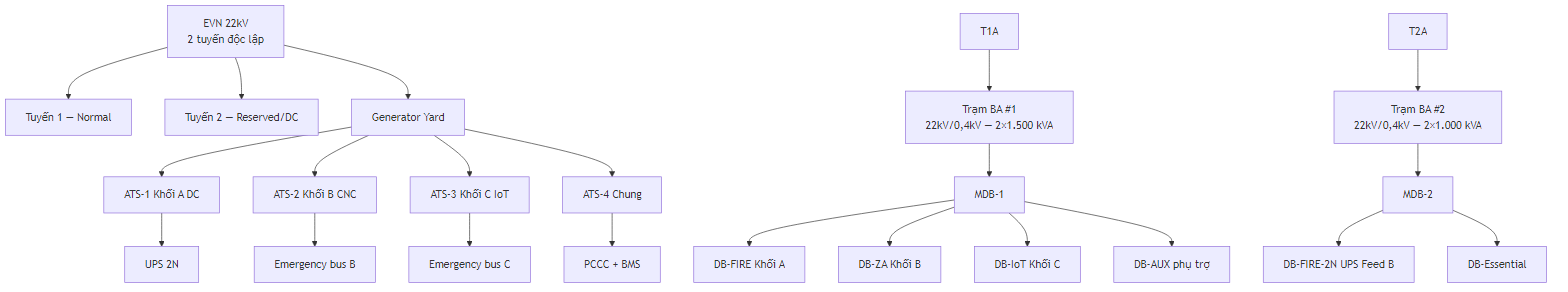 EVN 22kV
2 tuyến độc lập
T1A
T2A
Tuyến 1 — Normal
Tuyến 2 — Reserved/DC
Generator Yard
Trạm BA #1
22kV/0,4kV — 2×1.500 kVA
Trạm BA #2
22kV/0,4kV — 2×1.000 kVA
ATS-1 Khối A DC
ATS-2 Khối B CNC
ATS-3 Khối C IoT
ATS-4 Chung
MDB-1
MDB-2
UPS 2N
Emergency bus B
Emergency bus C
PCCC + BMS
DB-FIRE Khối A
DB-ZA Khối B
DB-IoT Khối C
DB-AUX phụ trợ
DB-FIRE-2N UPS Feed B
DB-Essential